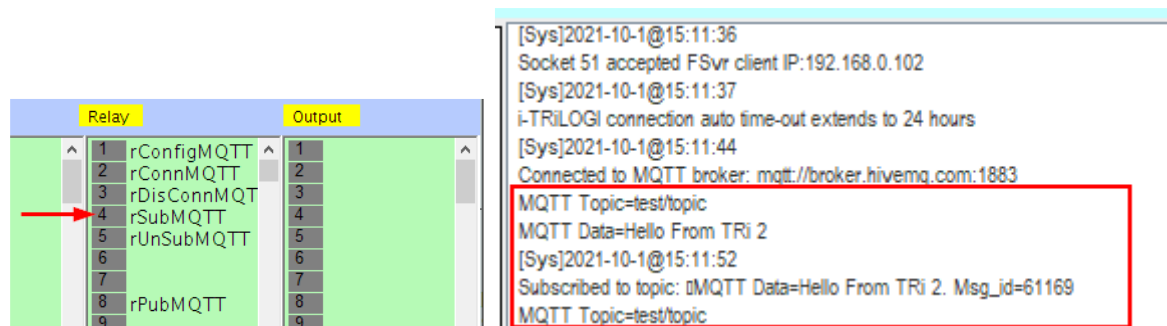 Relay
Output
1 rConfigMQTT
2 rConnMQTT
3 rDisConnMQT
4 rSubMQTT
5 rUnSubMQTT
6
7
8 rPubMQTT
9
1
2
3
4
5
6
7
8
9
[Sys]2021-10-1@15:11:36
Socket 51 accepted FSvr client IP:192.168.0.102
[Sys]2021-10-1@15:11:37
i-TRiLOGI connection auto time-out extends to 24 hours
[Sys]2021-10-1@15:11:44
Connected to MQTT broker: mqtt://broker.hivemq.com:1883
MQTT Topic=test/topic
MQTT Data=Hello From TRi 2
[Sys]2021-10-1@15:11:52
Subscribed to topic: ▯MQTT Data=Hello From TRi 2. Msg_id=61169
MQTT Topic=test/topic